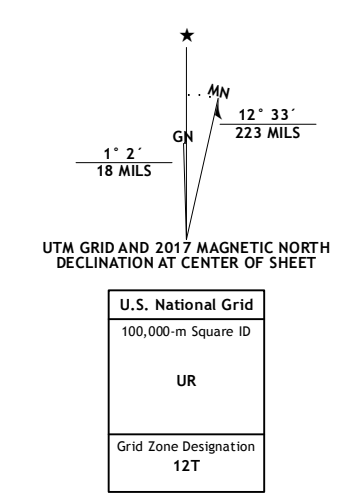 ★
MN
12° 33´
223 MILS
GN
1° 2´
18 MILS
UTM GRID AND 2017 MAGNETIC NORTH
DECLINATION AT CENTER OF SHEET
U.S. National Grid
100,000-m Square ID
UR
Grid Zone Designation
12T